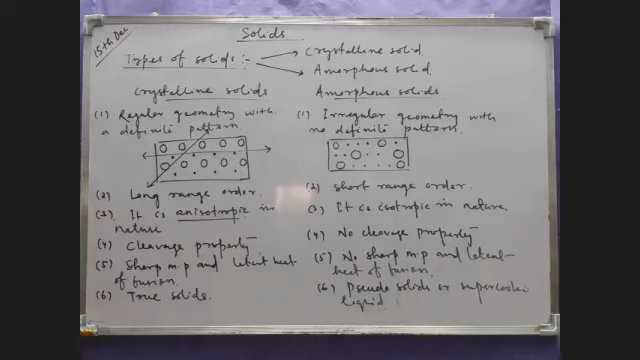 15th Dec
Solids
Types of solids :-
Crystalline solid
Amorphous solid
Crystalline solids
(1) Regular geometry with
a definite pattern
(2) Long range order.
(3) It is anisotropic in
nature
(4) Cleavage property
(5) Sharp m.p and latent heat
of fusion.
(6) True solids.
Amorphous solids
(1) Irregular geometry with
no definite pattern.
(2) Short range order.
(3) It is isotropic in nature.
(4) No cleavage property
(5) No sharp m.p and latent
heat of fusion.
(6) Pseudo solids or supercooled
liquid.